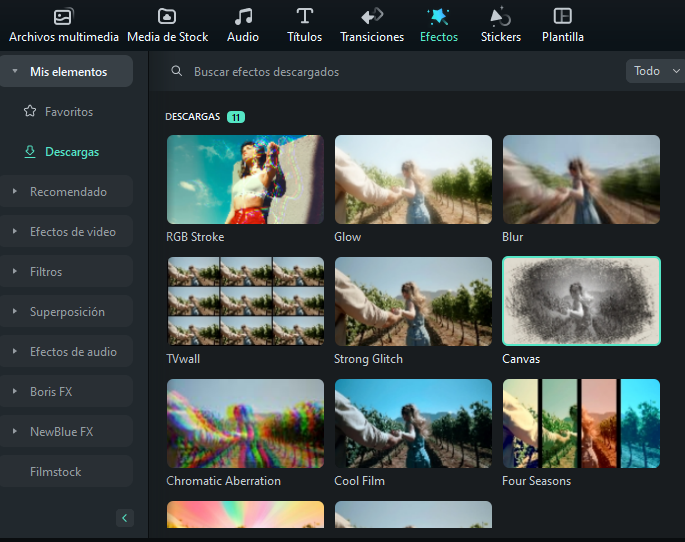 Archivos multimedia
Media de Stock
Audio
Títulos
Transiciones
Efectos
Stickers
Plantilla
Mis elementos
Favoritos
Descargas
Recomendado
Efectos de video
Filtros
Superposición
Efectos de audio
Boris FX
NewBlue FX
Filmstock
Buscar efectos descargados
Todo
DESCARGAS 11
RGB Stroke
Glow
Blur
TVwall
Strong Glitch
Canvas
Chromatic Aberration
Cool Film
Four Seasons